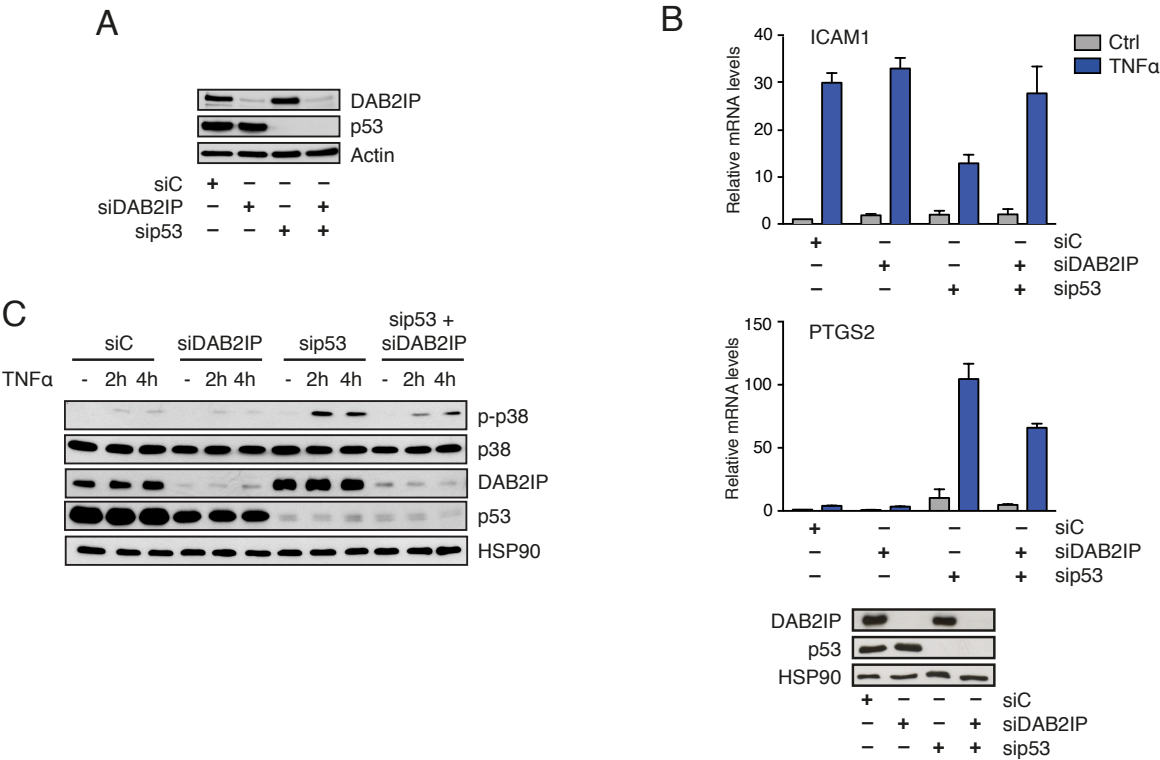 A
DAB2IP
p53
Actin
siC + – – –
siDAB2IP – + – +
sip53 – – + +
B
40
30
20
10
0
Relative mRNA levels
ICAM1
Ctrl
TNFα
+ – – – siC
– + – + siDAB2IP
– – + + sip53
150
100
50
0
Relative mRNA levels
PTGS2
+ – – – siC
– + – + siDAB2IP
– – + + sip53
DAB2IP
p53
HSP90
+ – – – siC
– + – + siDAB2IP
– – + + sip53
C
siC siDAB2IP sip53 sip53 +
siDAB2IP
TNFα - 2h 4h - 2h 4h - 2h 4h - 2h 4h
p-p38
p38
DAB2IP
p53
HSP90